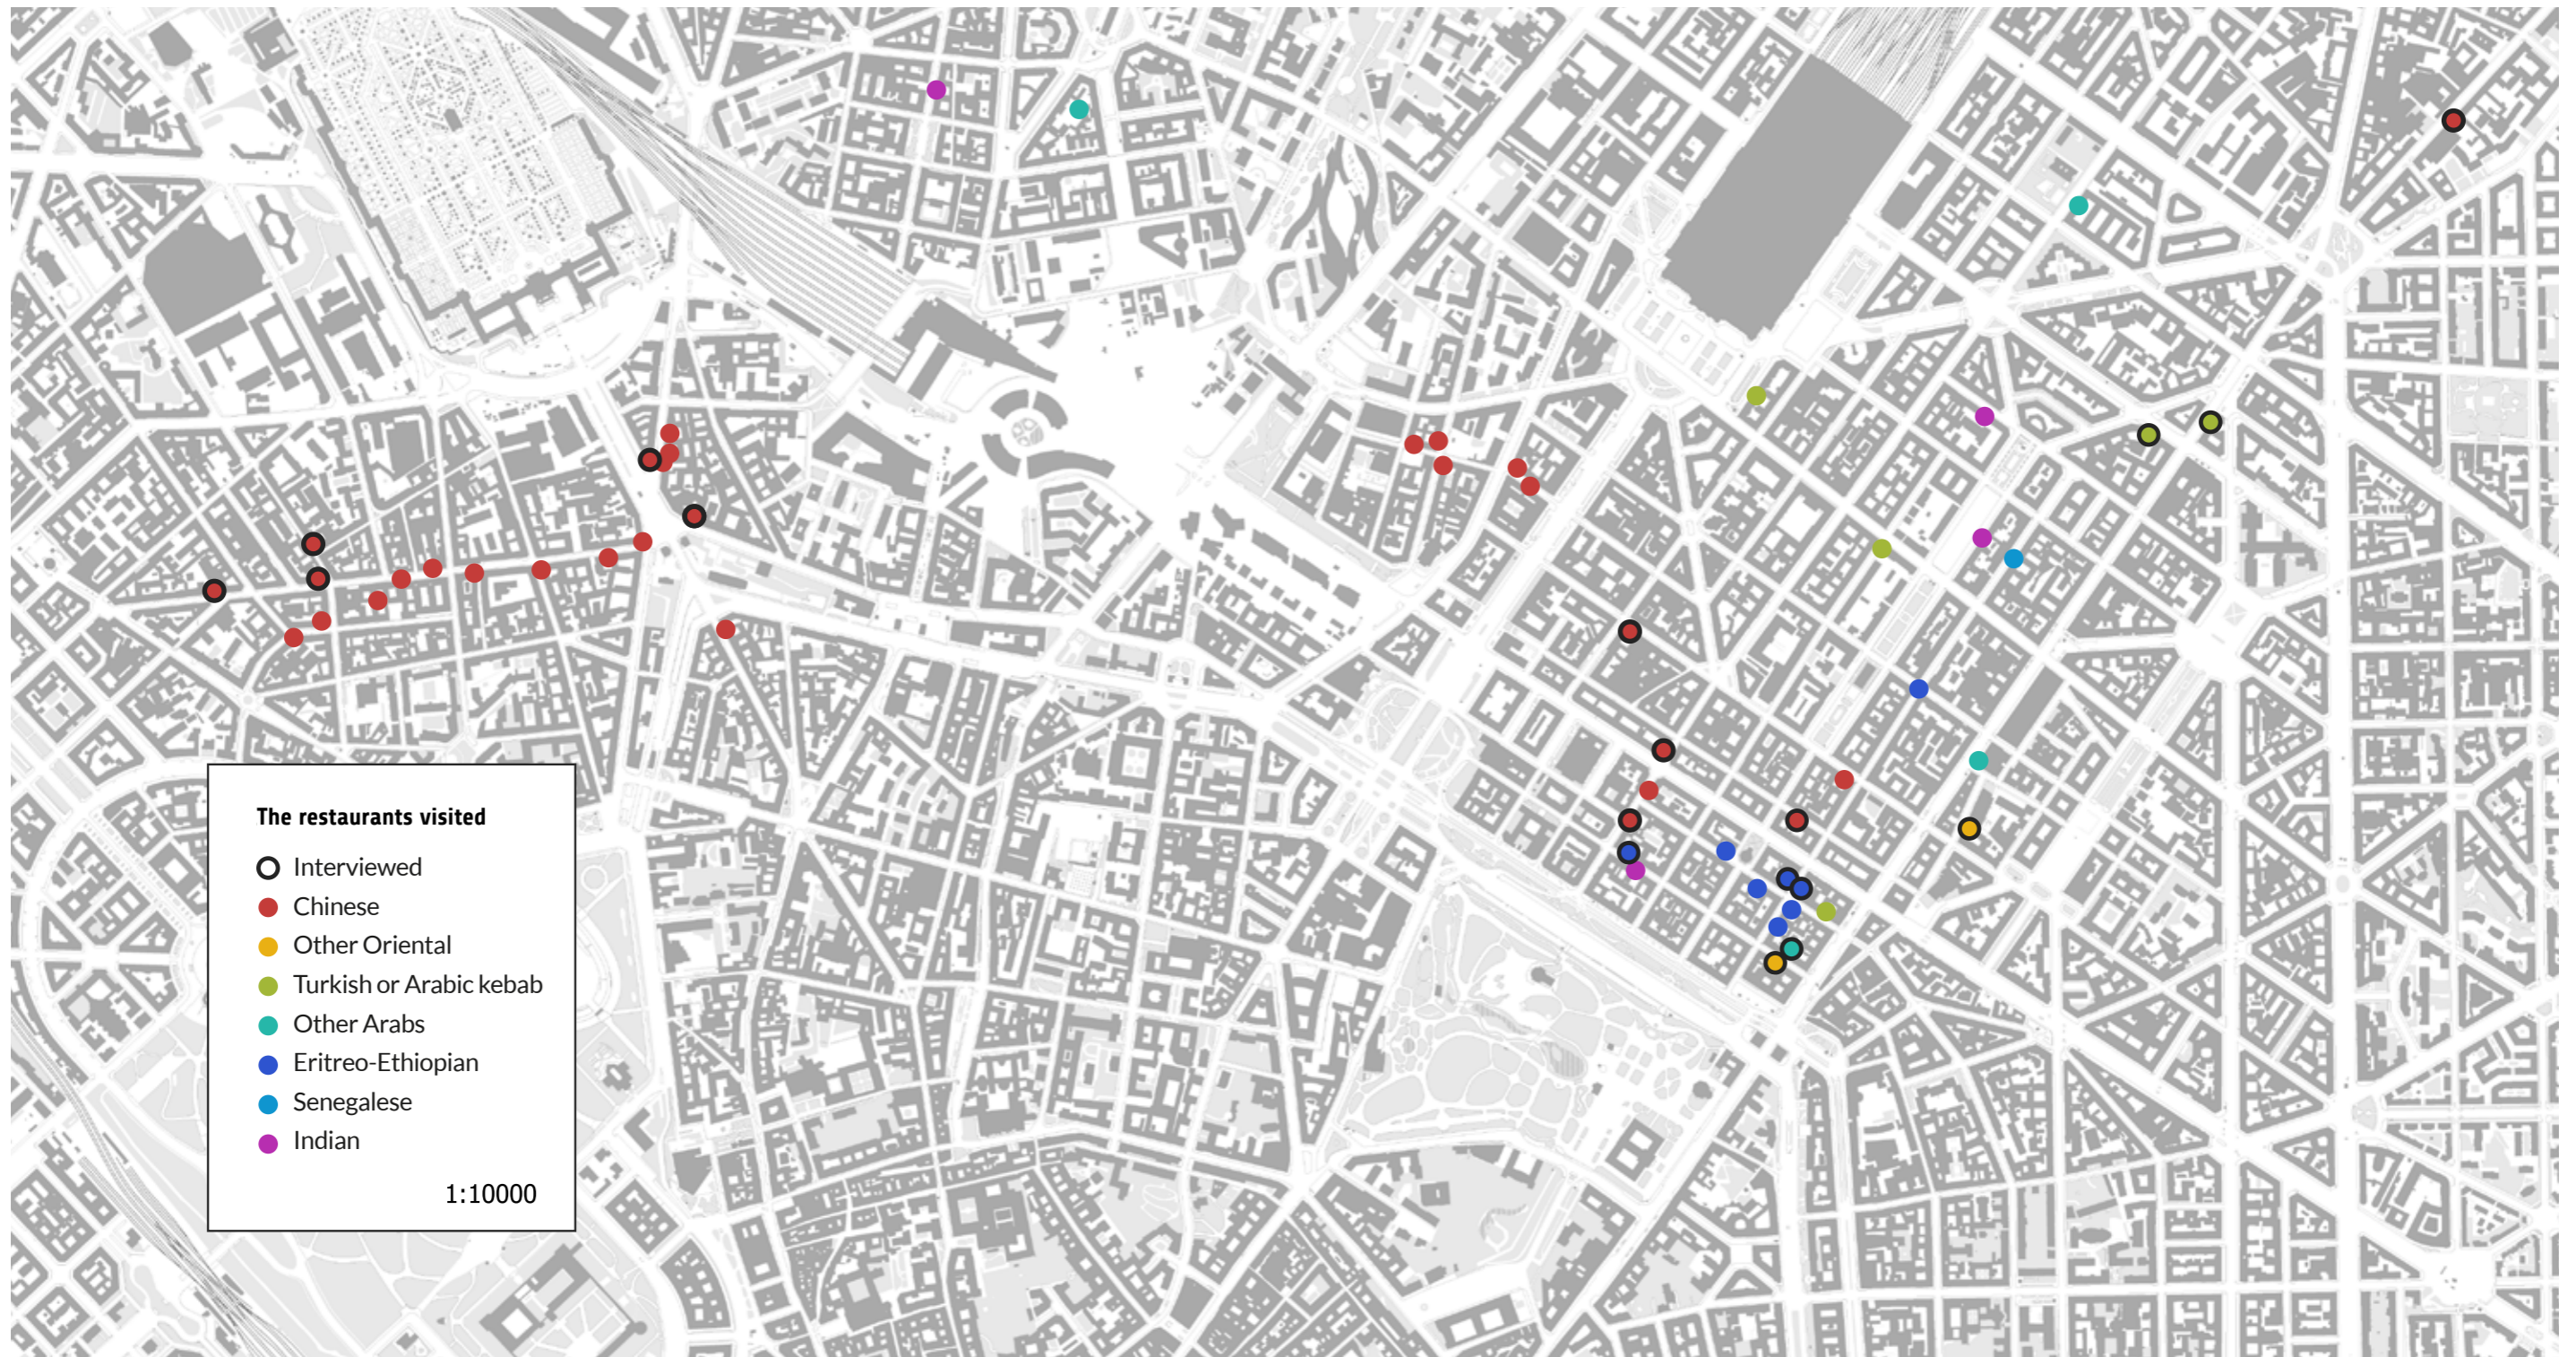 The restaurants visited
Interviewed
Chinese
Other Oriental
Turkish or Arabic kebab
Other Arabs
Eritreo-Ethiopian
Senegalese
Indian
1:10000